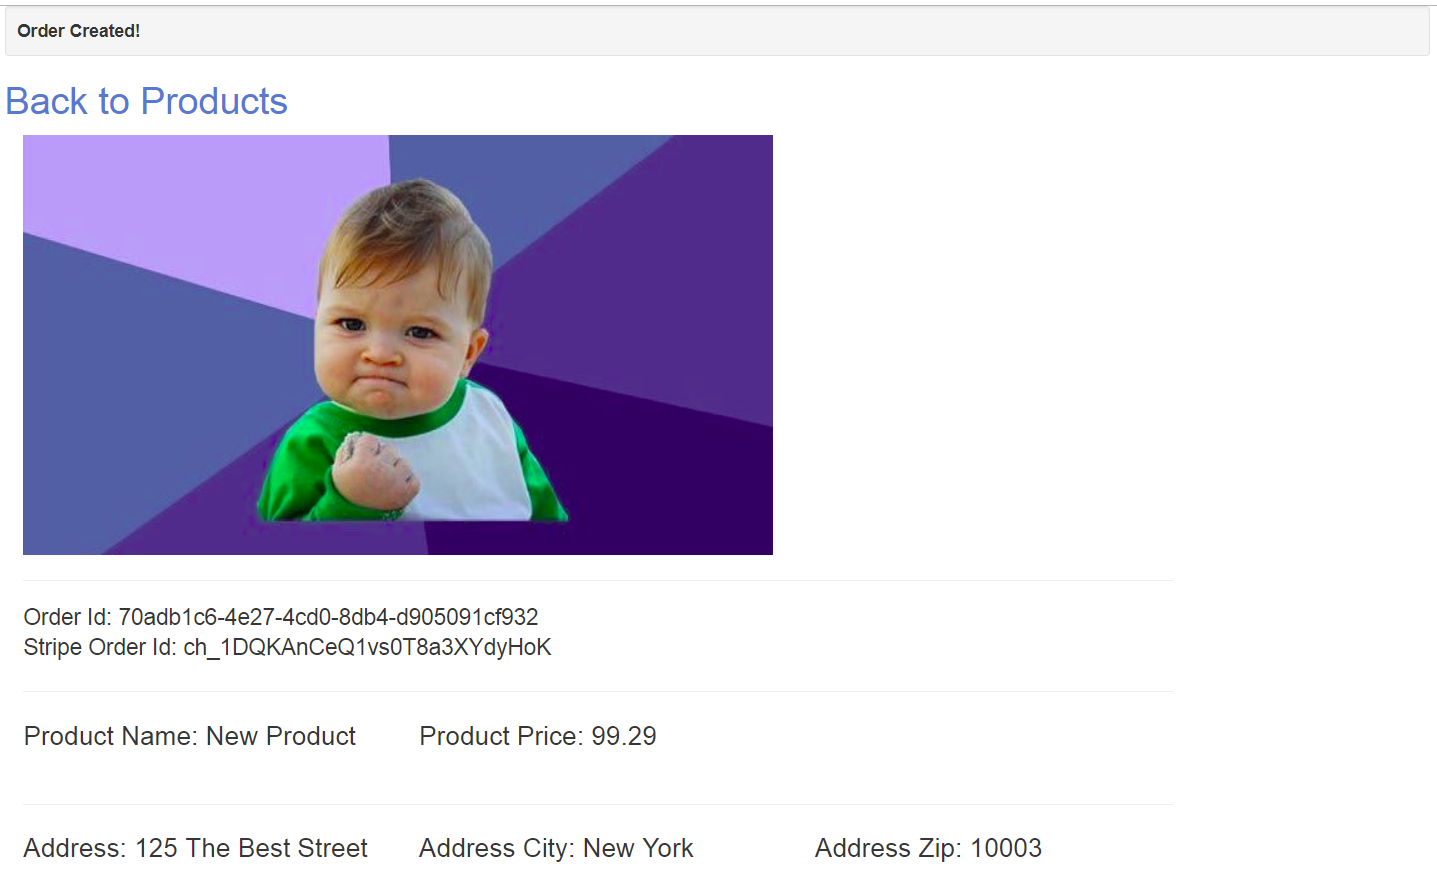 Order Created!
Back to Products
Order Id: 70adb1c6-4e27-4cd0-8db4-d905091cf932
Stripe Order Id: ch_1DQKAnCeQ1vs0T8a3XYdyHoK
Product Name: New Product Product Price: 99.29
Address: 125 The Best Street Address City: New York Address Zip: 10003